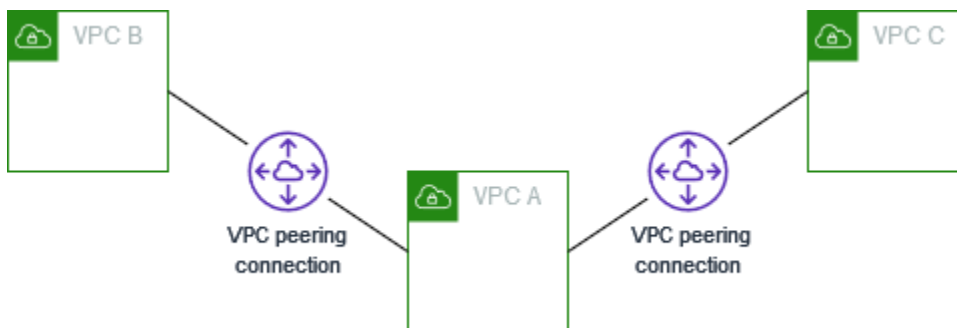 VPC B
VPC C
VPC A
VPC peering
connection
VPC peering
connection